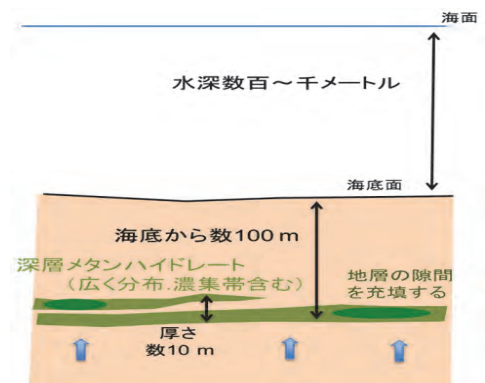 海面
水深数百～千メートル
海底面
海底から数100 m
深層メタンハイドレート
（広く分布.濃集帯含む）
地層の隙間
を充填する
厚さ
数10 m